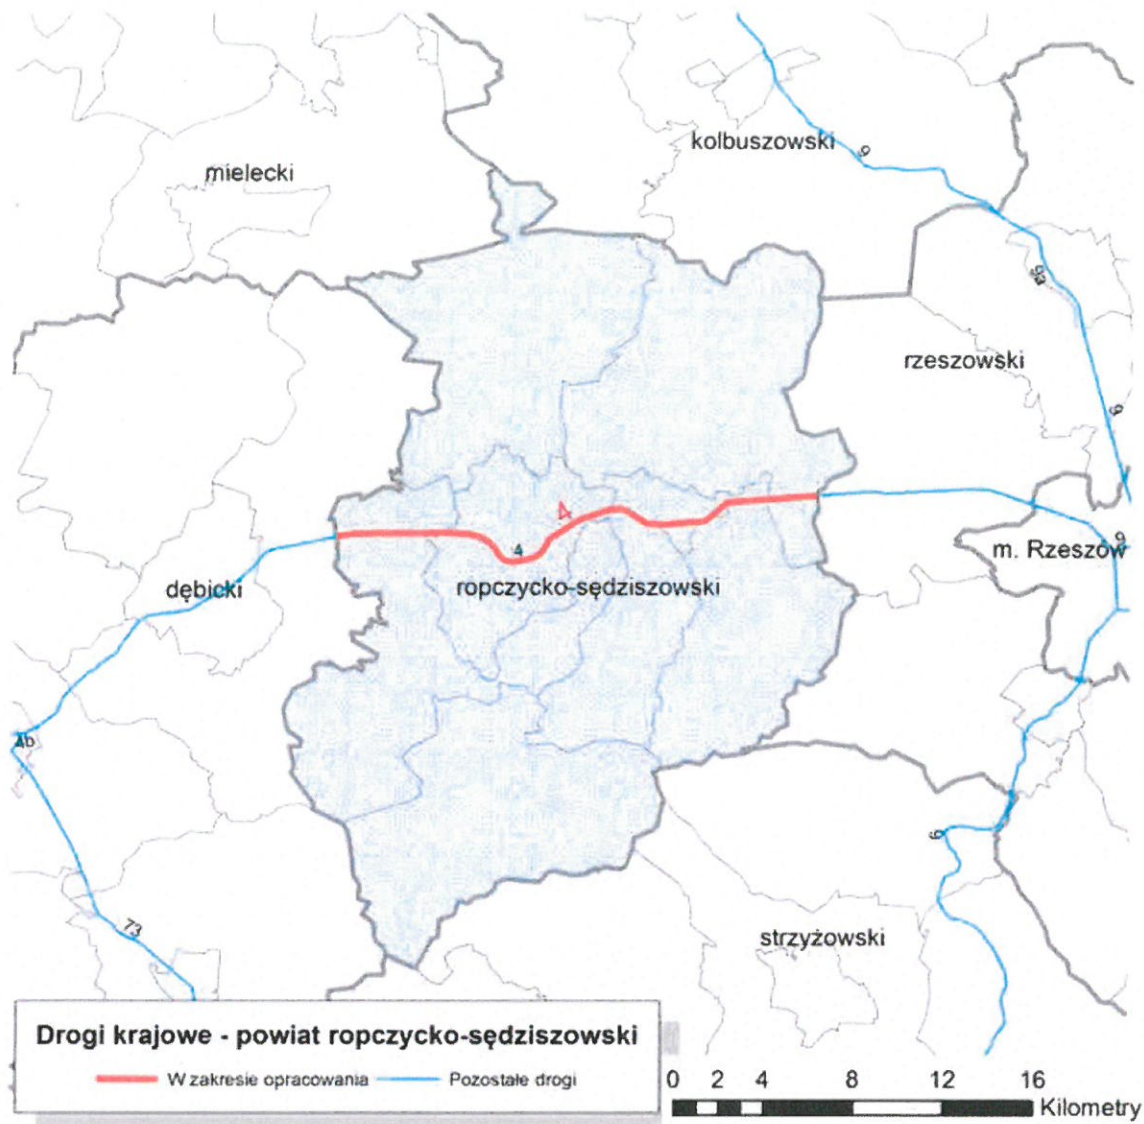 kolbuszowski
9
mielecki
9a
rzeszowski
9
4
4
9
m. Rzeszów
dębicki
ropczycko-sędziszowski
4b
9
73
strzyżowski
Drogi krajowe - powiat ropczycko-sędziszowski
W zakresie opracowania
Pozostałe drogi
0 2 4 8 12 16
Kilometry